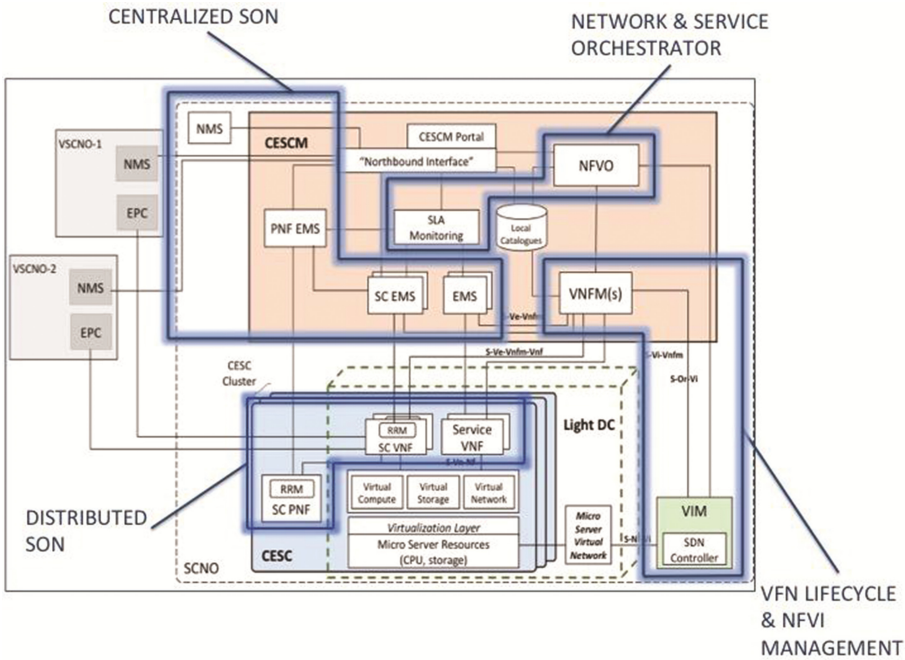 CENTRALIZED SON
NETWORK & SERVICE
ORCHESTRATOR
NMS
CESCM
CESCM Portal
"Northbound Interface"
NFVO
VSCNO-1
NMS
EPC
PNF EMS
SLA
Monitoring
Local
Catalogues
VSCNO-2
NMS
EPC
SC EMS
EMS
VNFM(s)
S-Ve-Vnfm
S-Ve-Vnfm-Vnf
S-Vi-Vnfm
S-Or-Vi
CESC
Cluster
Light DC
RRM
SC VNF
Service
VNF
S-Vn-Nf
RRM
SC PNF
Virtual
Compute
Virtual
Storage
Virtual
Network
Virtualization Layer
Micro Server Resources
(CPU, storage)
Micro
Server
Virtual
Network
VIM
SDN
Controller
DISTRIBUTED
SON
CESC
SCNO
VFN LIFECYCLE
& NFVI
MANAGEMENT